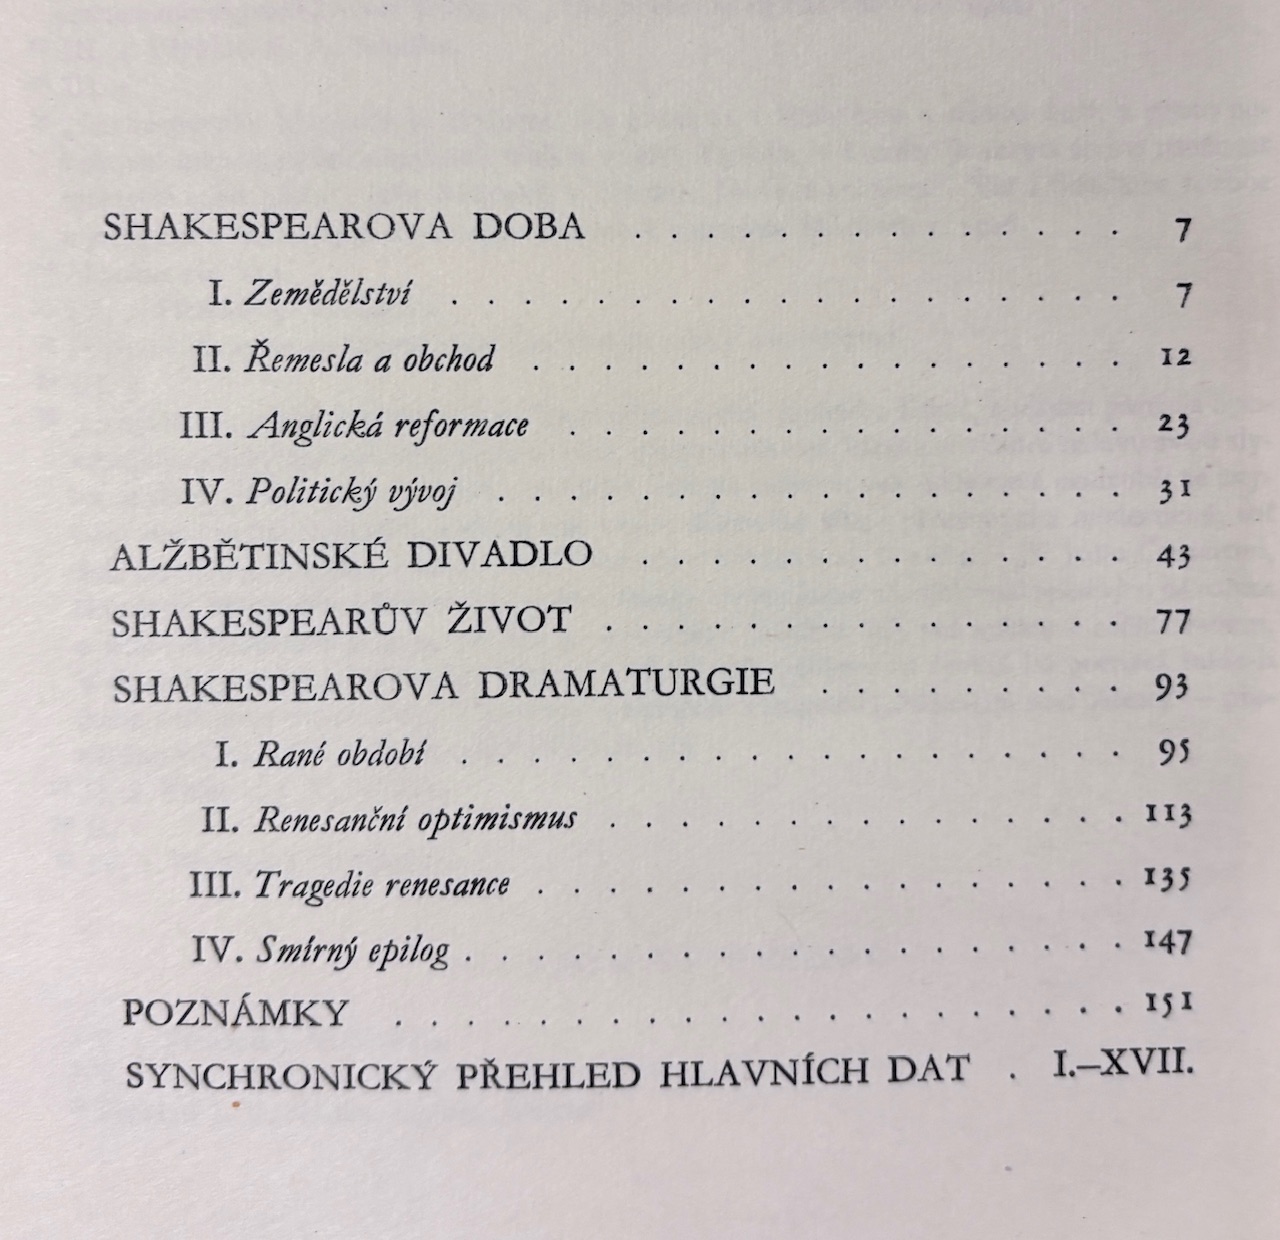 SHAKESPEAROVA DOBA . . . . . . . . . . . . . . 7
I. Zemědělství . . . . . . . . . . . . . . . . . . . 7
II. Řemesla a obchod . . . . . . . . . . . . . . . . . 12
III. Anglická reformace . . . . . . . . . . . . . . . . 23
IV. Politický vývoj . . . . . . . . . . . . . . . . . . 31
ALŽBĚTINSKÉ DIVADLO . . . . . . . . . . . . . . 43
SHAKESPEARŮV ŽIVOT . . . . . . . . . . . . . . . 77
SHAKESPEAROVA DRAMATURGIE . . . . . . . . . 93
I. Rané období . . . . . . . . . . . . . . . . . . . 95
II. Renesanční optimismus . . . . . . . . . . . . . . . 113
III. Tragedie renesance . . . . . . . . . . . . . . . . . 135
IV. Smírný epilog . . . . . . . . . . . . . . . . . . . 147
POZNÁMKY . . . . . . . . . . . . . . . . . . . . . 151
SYNCHRONICKÝ PŘEHLED HLAVNÍCH DAT . I.–XVII.